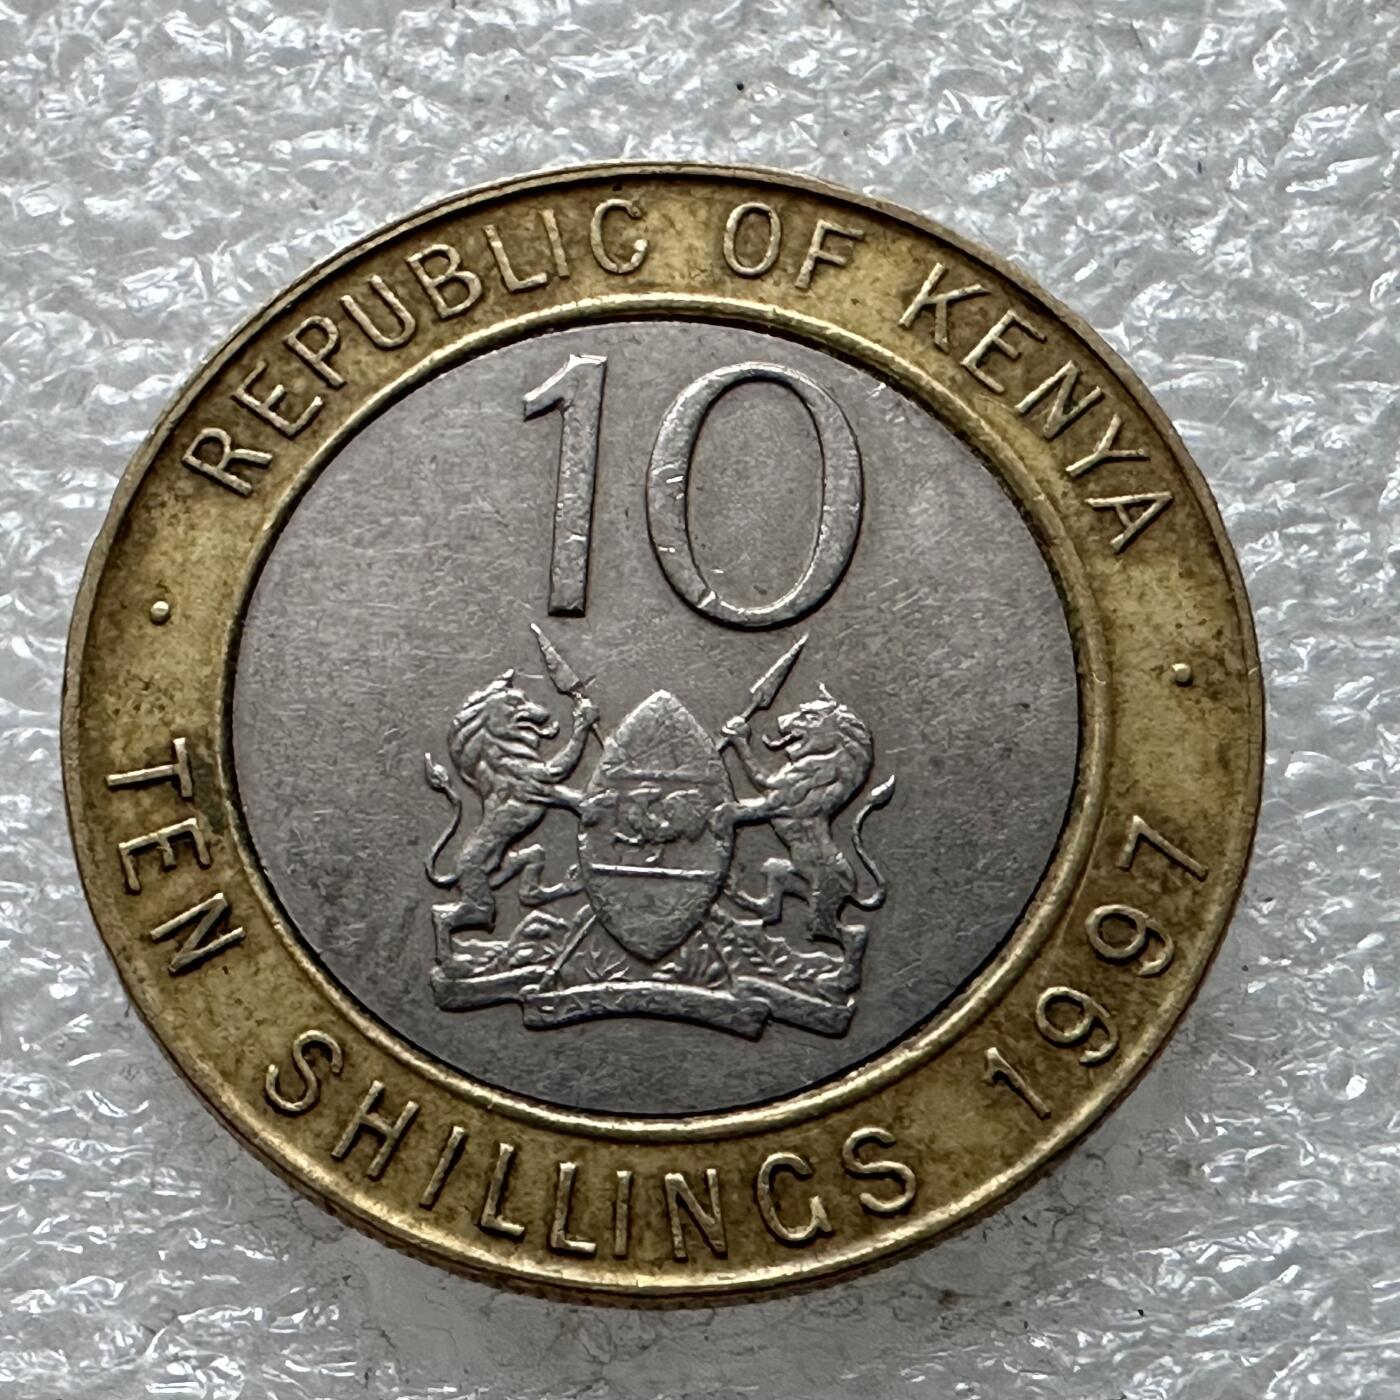 REPUBLIC OF KENYA
10
TEN SHILLINGS 1997